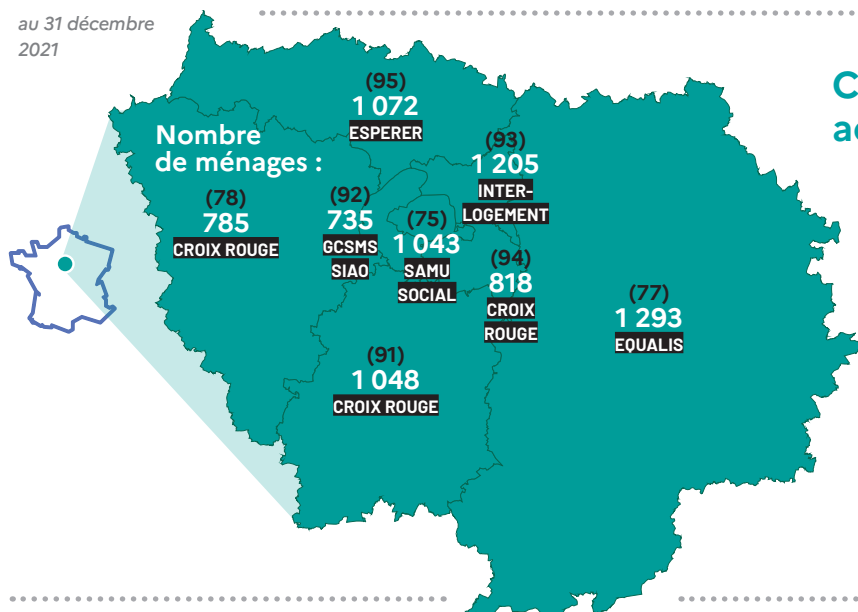 au 31 décembre
2021
C
ac
(95)
1 072
ESPERER
Nombre
de ménages :
(93)
1 205
INTER-
LOGEMENT
(78)
785
CROIX ROUGE
(92)
735
GCSMS
SIAO
(75)
1 043
SAMU
SOCIAL
(94)
818
CROIX
ROUGE
(77)
1 293
EQUALIS
(91)
1 048
CROIX ROUGE